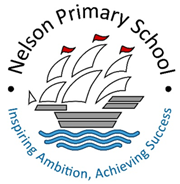 • Nelson Primary School •
Inspiring Ambition, Achieving Success